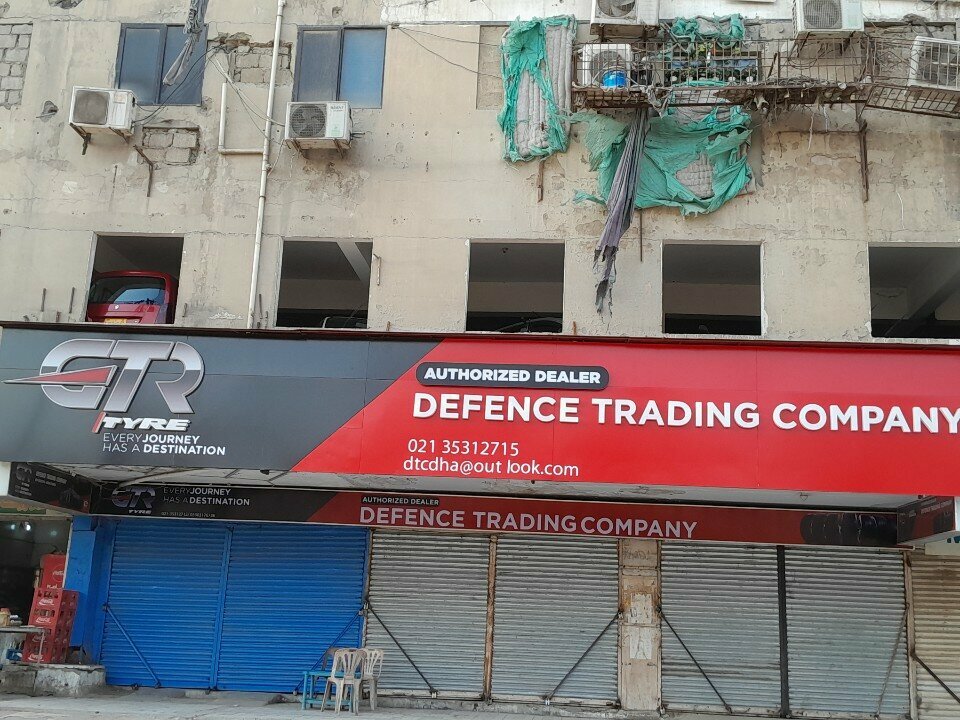 GTR
TYRE
EVERY JOURNEY
HAS A DESTINATION
AUTHORIZED DEALER
DEFENCE TRADING COMPANY
021 35312715
dtcdha@out look.com
GTR
TYRE
EVERY JOURNEY
HAS A DESTINATION
AUTHORIZED DEALER
DEFENCE TRADING COMPANY